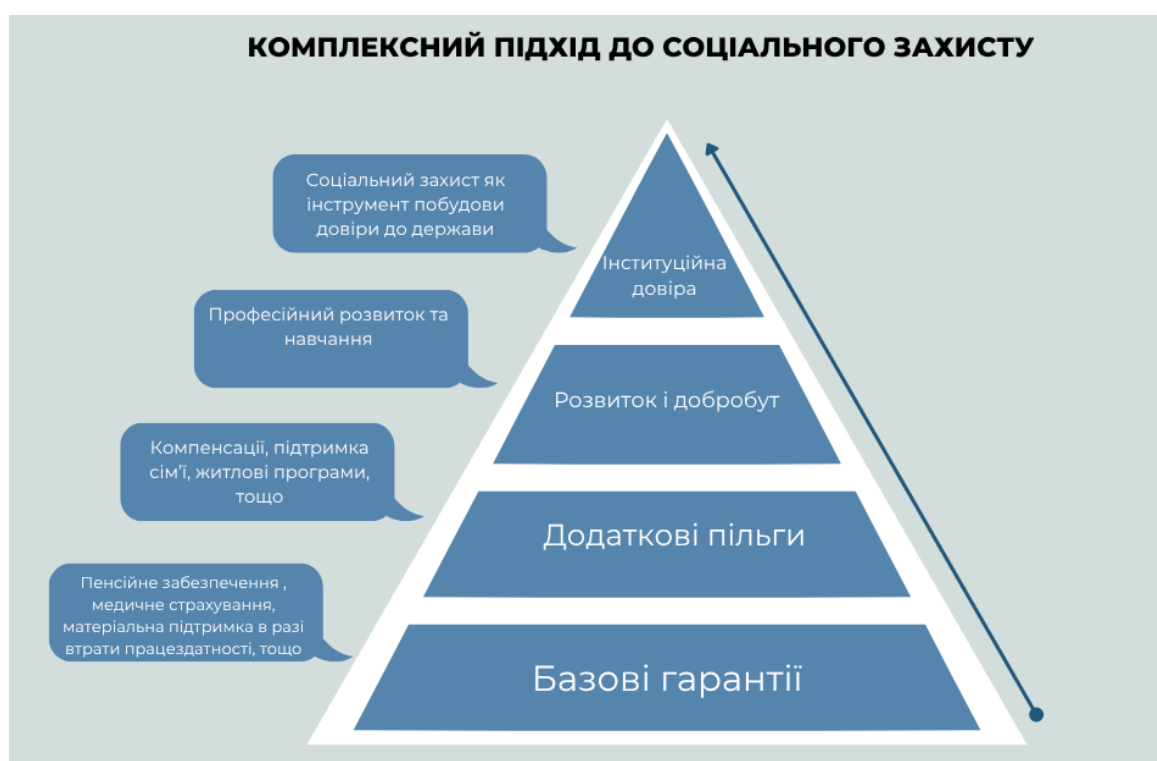 КОМПЛЕКСНИЙ ПІДХІД ДО СОЦІАЛЬНОГО ЗАХИСТУ
Соціальний захист як
інструмент побудови
довіри до держави
Інституційна
довіра
Професійний розвиток та
навчання
Розвиток і добробут
Компенсації, підтримка
сім'ї, житлові програми,
тощо
Додаткові пільги
Пенсійне забезпечення ,
медичне страхування,
матеріальна підтримка в разі
втрати працездатності, тощо
Базові гарантії